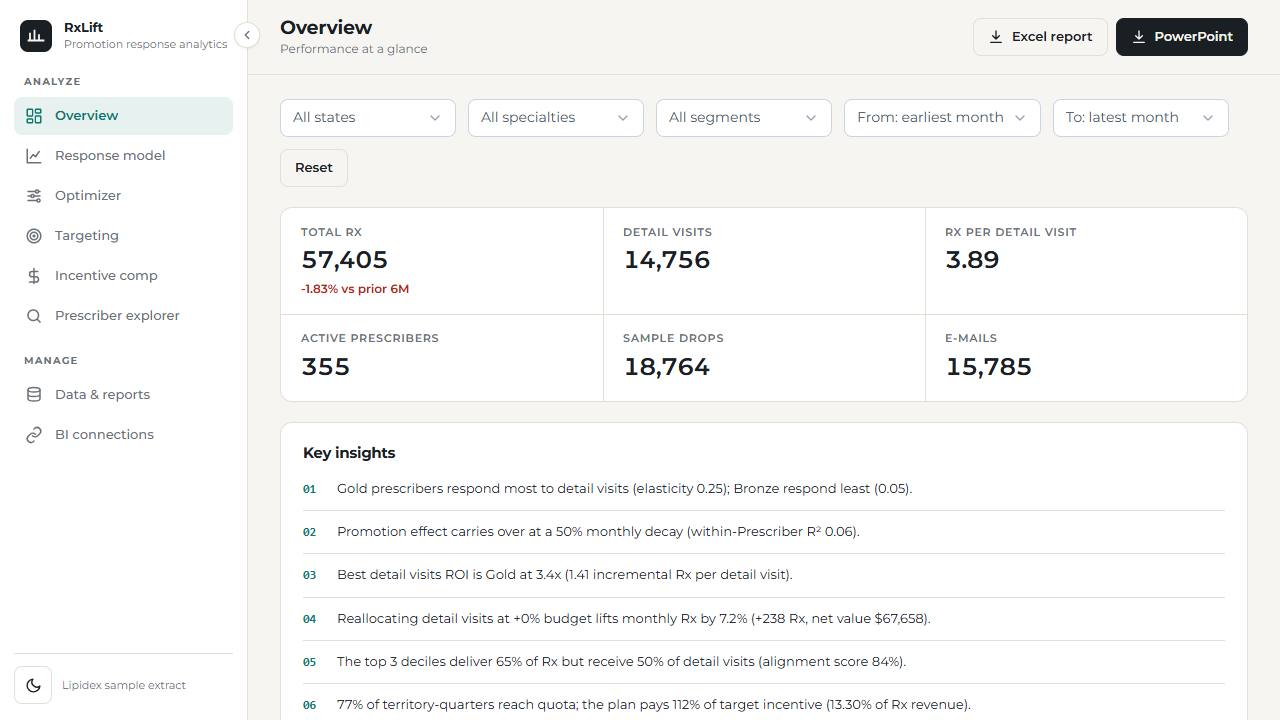 RxLift
Promotion response analytics
ANALYZE
Overview
Response model
Optimizer
Targeting
Incentive comp
Prescriber explorer
MANAGE
Data & reports
BI connections
Lipidex sample extract
Overview
Performance at a glance
Excel report
PowerPoint
All states
All specialties
All segments
From: earliest month
To: latest month
Reset
TOTAL RX
57,405
-1.83% vs prior 6M
DETAIL VISITS
14,756
RX PER DETAIL VISIT
3.89
ACTIVE PRESCRIBERS
355
SAMPLE DROPS
18,764
E-MAILS
15,785
Key insights
01 Gold prescribers respond most to detail visits (elasticity 0.25); Bronze respond least (0.05).
02 Promotion effect carries over at a 50% monthly decay (within-Prescriber R² 0.06).
03 Best detail visits ROI is Gold at 3.4x (1.41 incremental Rx per detail visit).
04 Reallocating detail visits at +0% budget lifts monthly Rx by 7.2% (+238 Rx, net value $67,658).
05 The top 3 deciles deliver 65% of Rx but receive 50% of detail visits (alignment score 84%).
06 77% of territory-quarters reach quota; the plan pays 112% of target incentive (13.30% of Rx revenue).